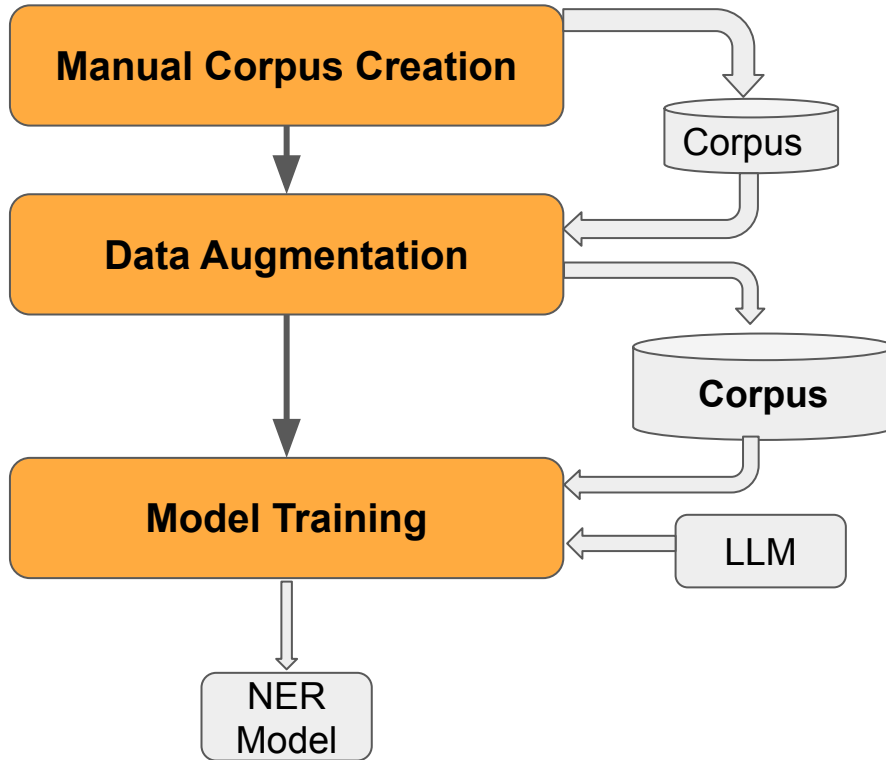 Manual Corpus Creation
Corpus
Data Augmentation
Corpus
Model Training
LLM
NER
Model